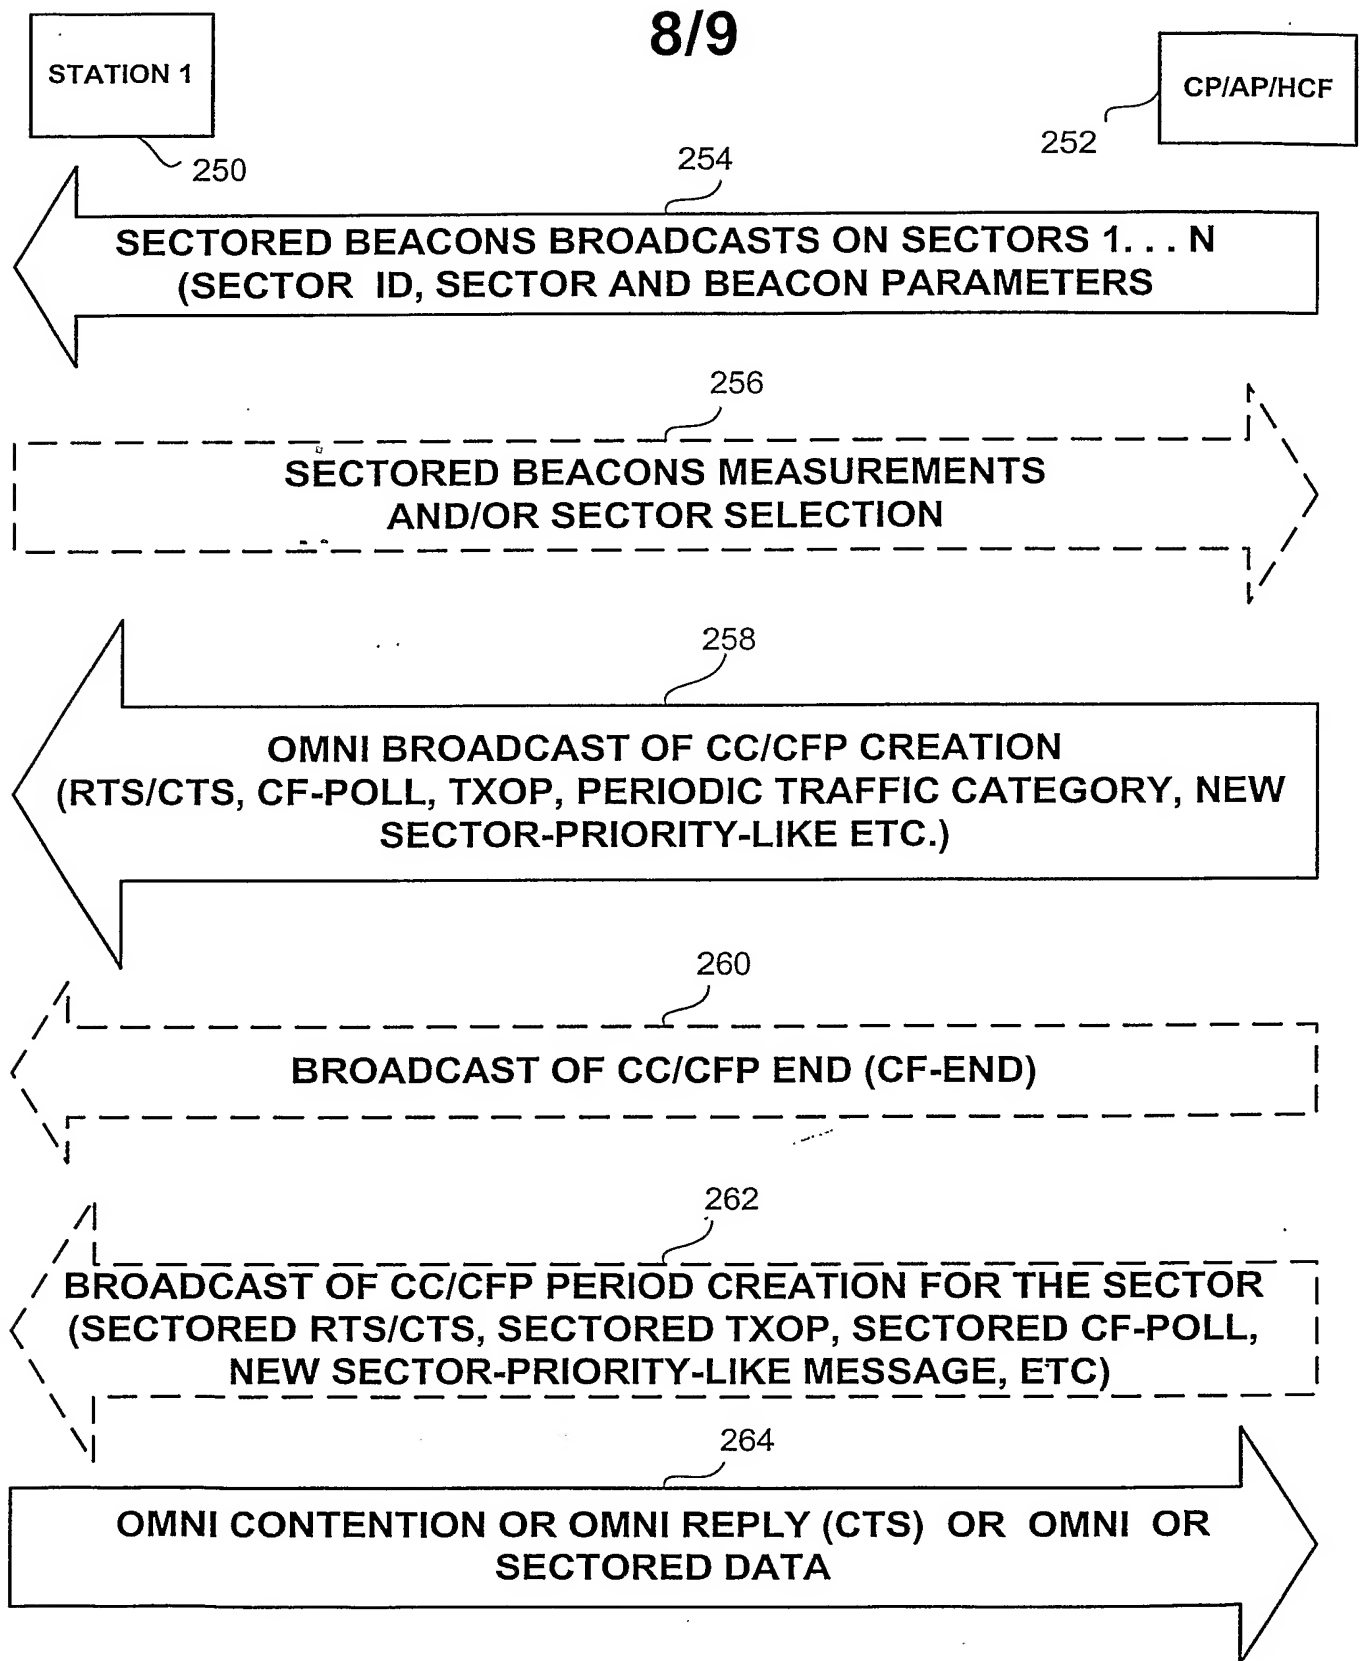 8/9
STATION 1
CP/AP/HCF
250
252
254
SECTORED BEACONS BROADCASTS ON SECTORS 1. . . N
(SECTOR ID, SECTOR AND BEACON PARAMETERS
256
SECTORED BEACONS MEASUREMENTS
AND/OR SECTOR SELECTION
258
OMNI BROADCAST OF CC/CFP CREATION
(RTS/CTS, CF-POLL, TXOP, PERIODIC TRAFFIC CATEGORY, NEW
SECTOR-PRIORITY-LIKE ETC.)
260
BROADCAST OF CC/CFP END (CF-END)
262
BROADCAST OF CC/CFP PERIOD CREATION FOR THE SECTOR
(SECTORED RTS/CTS, SECTORED TXOP, SECTORED CF-POLL,
NEW SECTOR-PRIORITY-LIKE MESSAGE, ETC)
264
OMNI CONTENTION OR OMNI REPLY (CTS) OR OMNI OR
SECTORED DATA